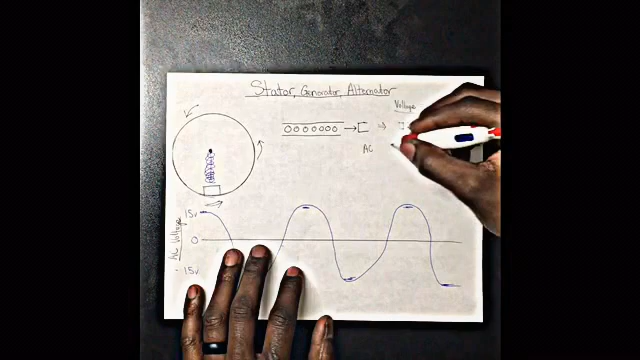 Stator, Generator, Alternator
Voltage
AC
15v
0
-15v
AC Voltage